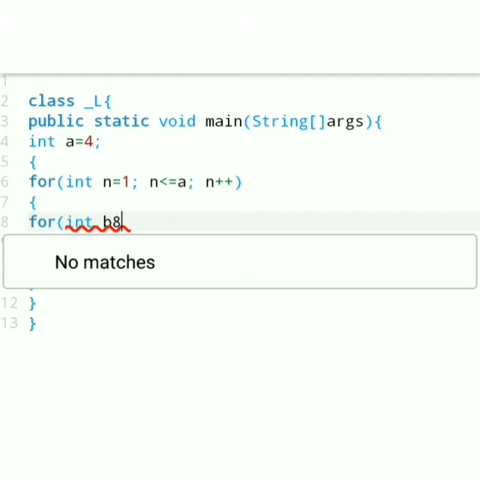 1
2 class _L{
3 public static void main(String[]args){
4 int a=4;
5 {
6 for(int n=1; n<=a; n++)
7 {
8 for(int b8
No matches
12 }
13 }